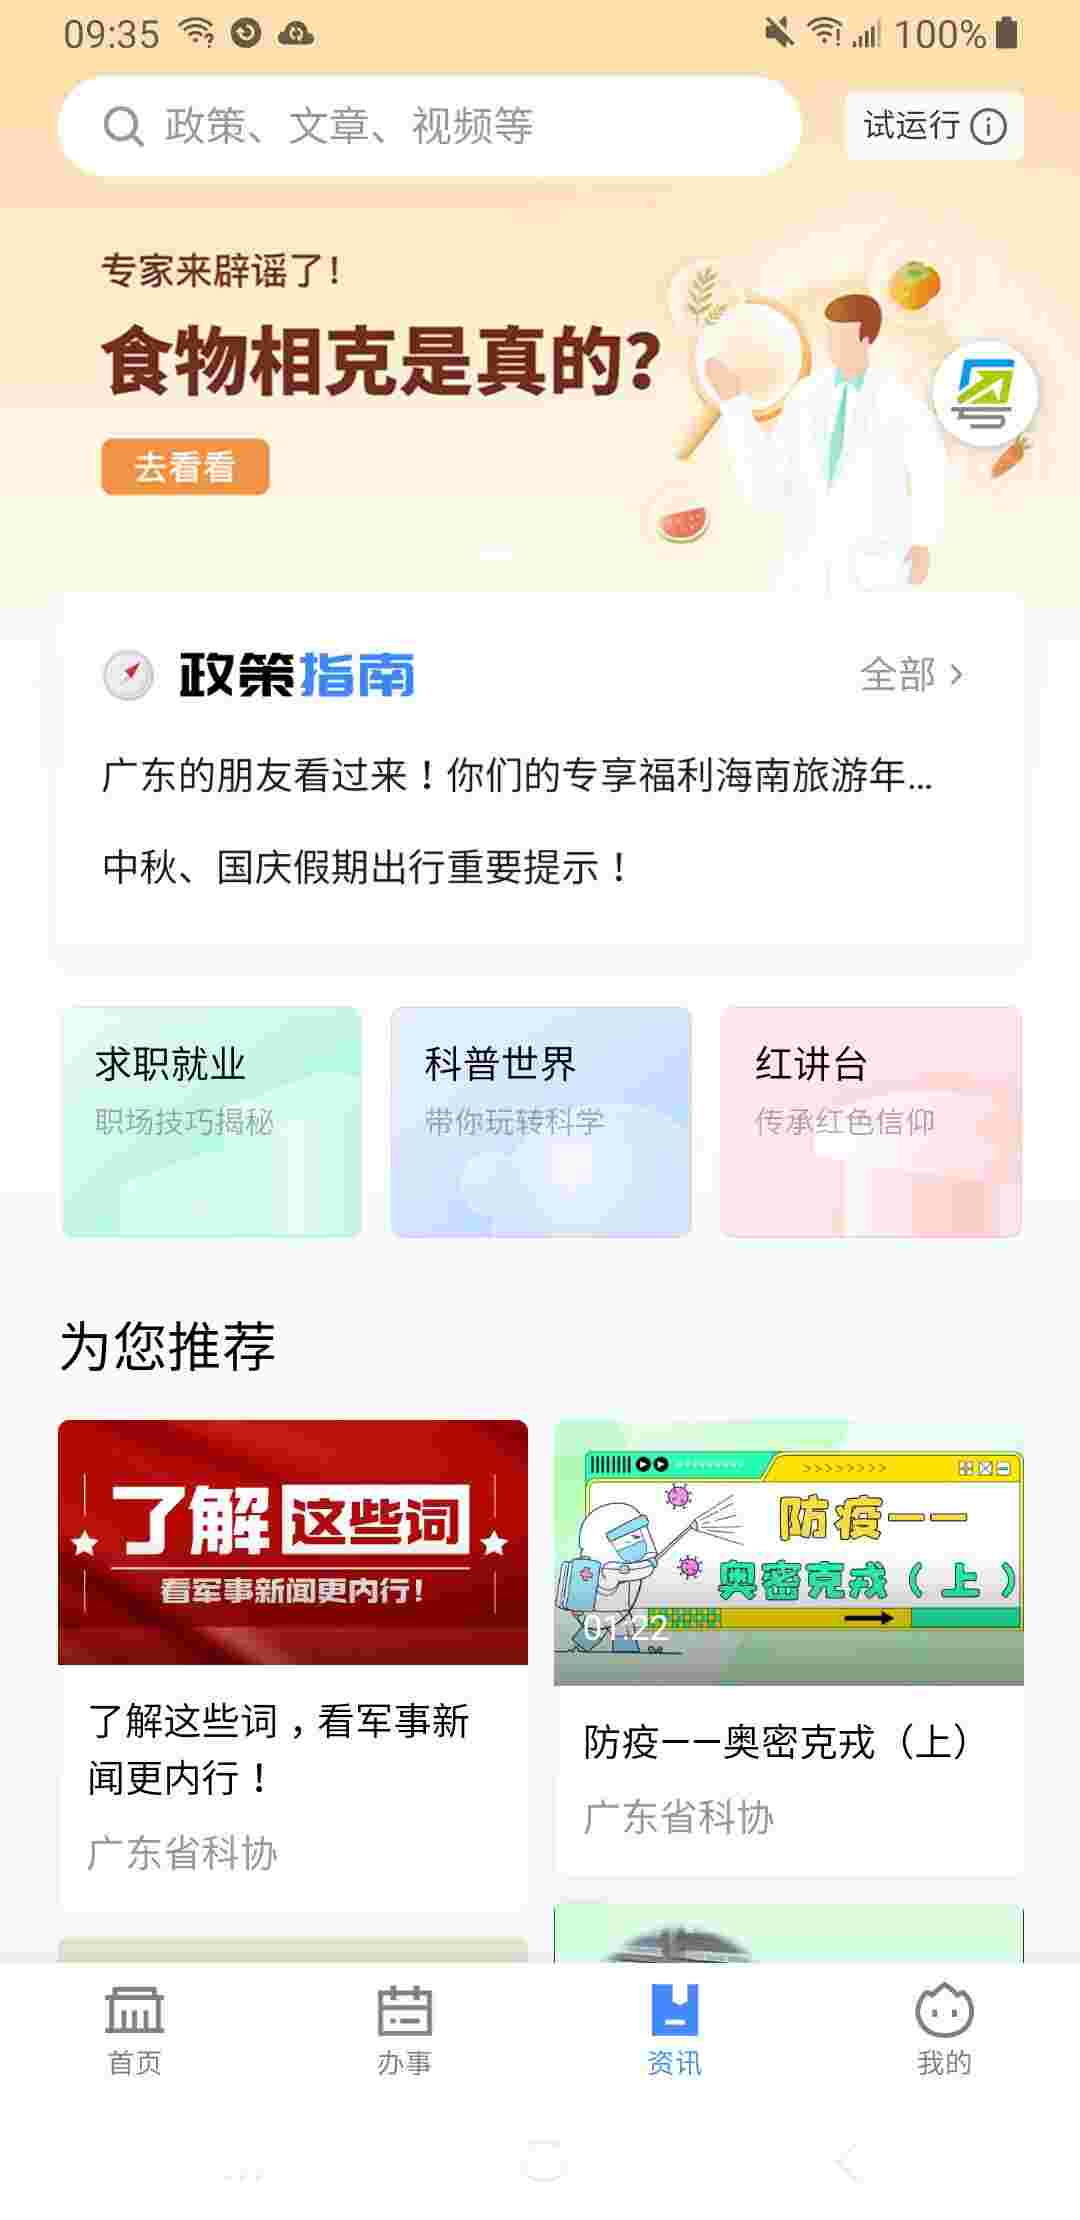 09:35
100%
政策、文章、视频等
试运行
专家来辟谣了!
食物相克是真的?
去看看
政策指南
全部
广东的朋友看过来！你们的专享福利海南旅游年...
中秋、国庆假期出行重要提示！
求职就业
职场技巧揭秘
科普世界
带你玩转科学
红讲台
传承红色信仰
为您推荐
了解这些词
看军事新闻更内行！
了解这些词，看军事新
闻更内行！
广东省科协
防疫——
奥密克戎（上）
01:22
防疫——奥密克戎（上）
广东省科协
首页
办事
资讯
我的